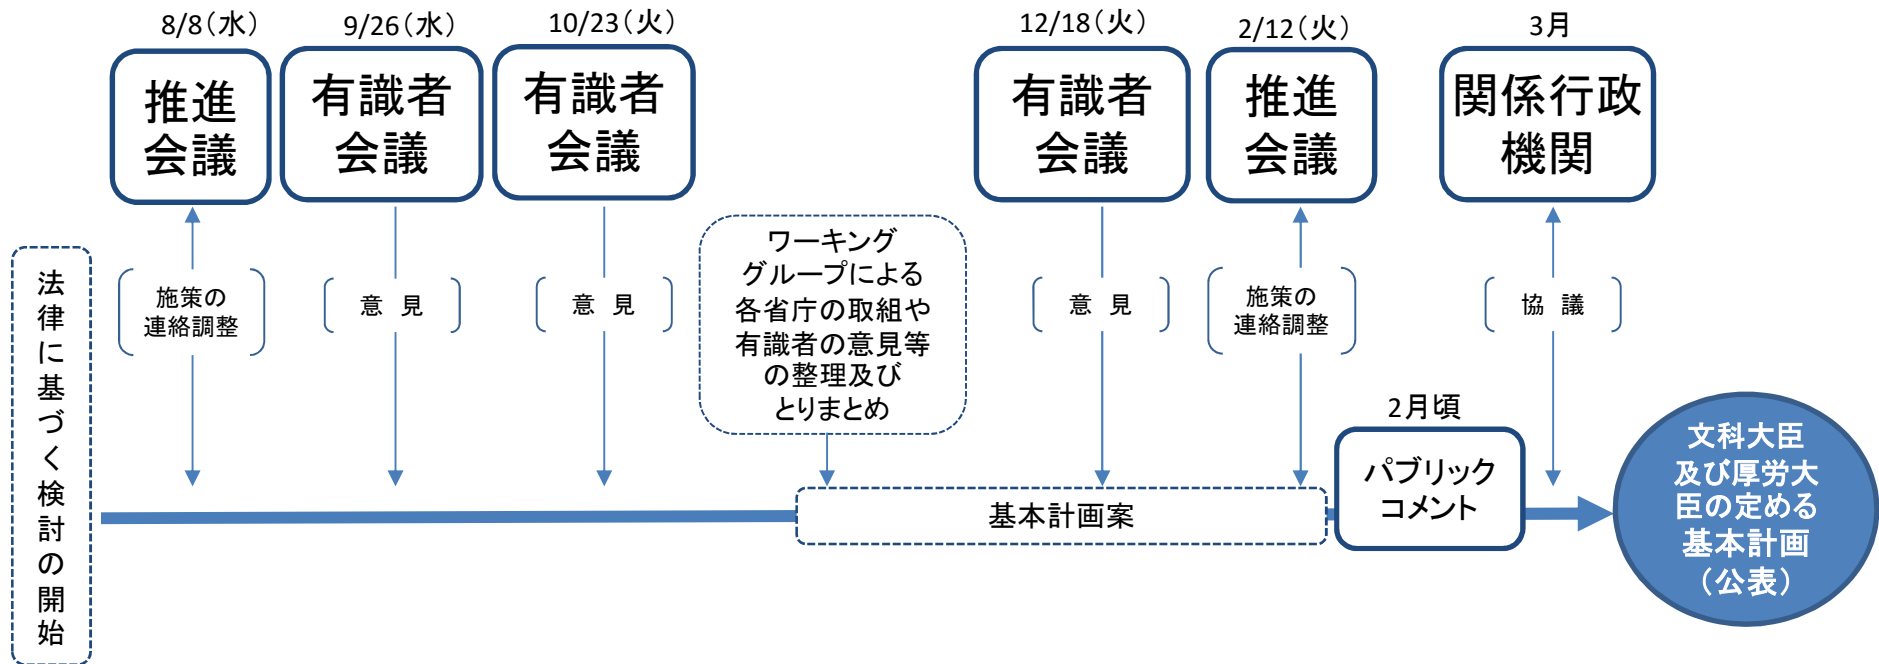 8/8(水)
推進
会議
施策の
連絡調整
9/26(水)
有識者
会議
意 見
10/23(火)
有識者
会議
意 見
ワーキング
グループによる
各省庁の取組や
有識者の意見等
の整理及び
とりまとめ
12/18(火)
有識者
会議
意 見
2/12(火)
推進
会議
施策の
連絡調整
3月
関係行政
機関
協 議
法律に基づく検討の開始
基本計画案
2月頃
パブリック
コメント
文科大臣
及び厚労大
臣の定める
基本計画
(公表)